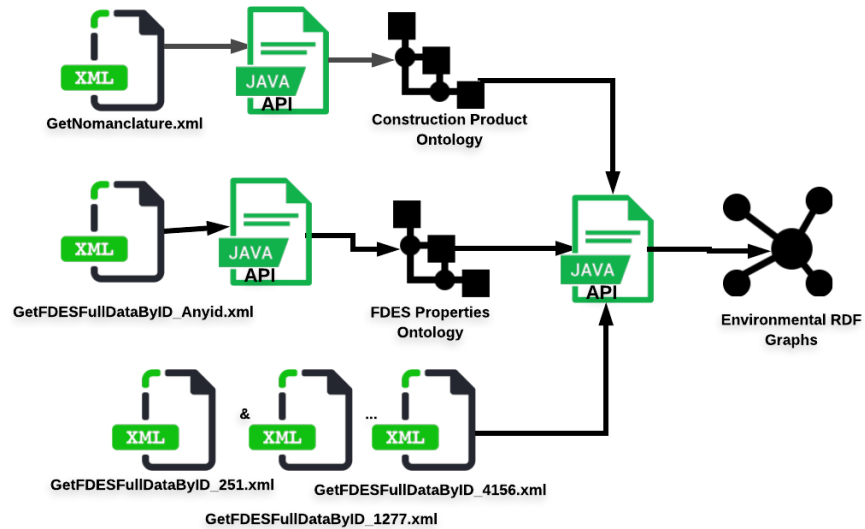 XML
JAVA
API
GetNomanclature.xml
Construction Product
Ontology
XML
JAVA
API
JAVA
API
GetFDESFullDataByID_Anyid.xml
FDES Properties
Ontology
Environmental RDF
Graphs
XML
&
XML
...
XML
GetFDESFullDataByID_251.xml
GetFDESFullDataByID_4156.xml
GetFDESFullDataByID_1277.xml